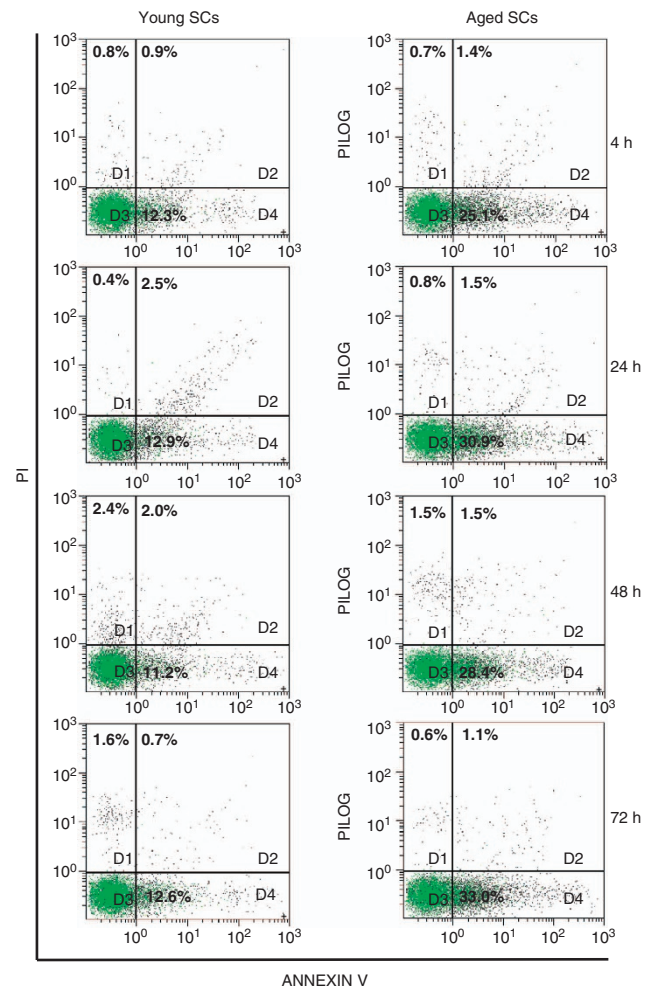 Young SCs Aged SCs
10³ 0.8% 0.9% 10³ 0.7% 1.4%
10² 10²
10¹ 10¹ 4 h
D1 D2 D1 D2
10⁰ 10⁰
D3 12.3% D4 D3 25.1% D4
10⁰ 10¹ 10² 10³ 10⁰ 10¹ 10² 10³
PILOG
10³ 0.4% 2.5% 10³ 0.8% 1.5%
10² 10²
10¹ 10¹ 24 h
D1 D2 D1 D2
10⁰ 10⁰
D3 12.9% D4 D3 30.9% D4
10⁰ 10¹ 10² 10³ 10⁰ 10¹ 10² 10³
PILOG
PI
10³ 2.4% 2.0% 10³ 1.5% 1.5%
10² 10²
10¹ 10¹ 48 h
D1 D2 D1 D2
10⁰ 10⁰
D3 11.2% D4 D3 28.4% D4
10⁰ 10¹ 10² 10³ 10⁰ 10¹ 10² 10³
PILOG
10³ 1.6% 0.7% 10³ 0.6% 1.1%
10² 10²
10¹ 10¹ 72 h
D1 D2 D1 D2
10⁰ 10⁰
D3 12.6% D4 D3 33.0% D4
10⁰ 10¹ 10² 10³ 10⁰ 10¹ 10² 10³
PILOG
ANNEXIN V